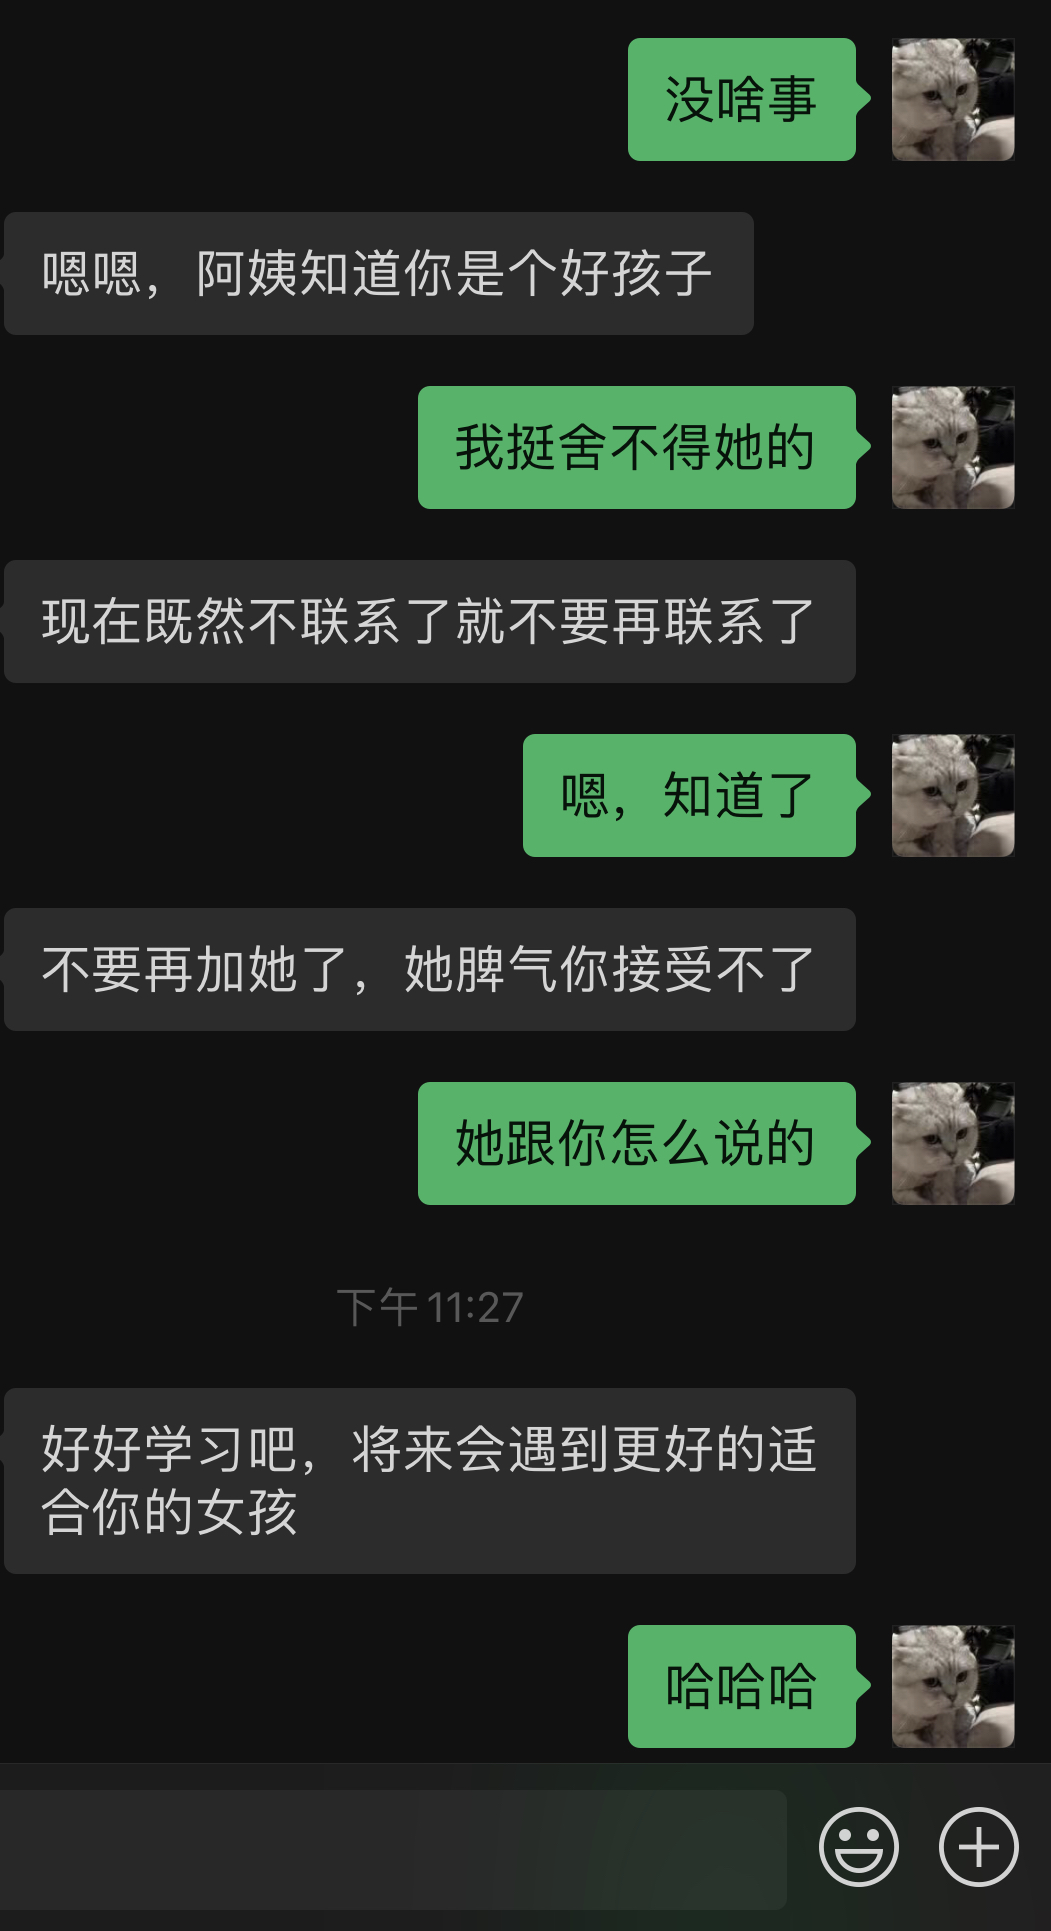 没啥事
嗯嗯，阿姨知道你是个好孩子
我挺舍不得她的
现在既然不联系了就不要再联系了
嗯，知道了
不要再加她了，她脾气你接受不了
她跟你怎么说的
下午 11:27
好好学习吧，将来会遇到更好的适
合你的女孩
哈哈哈